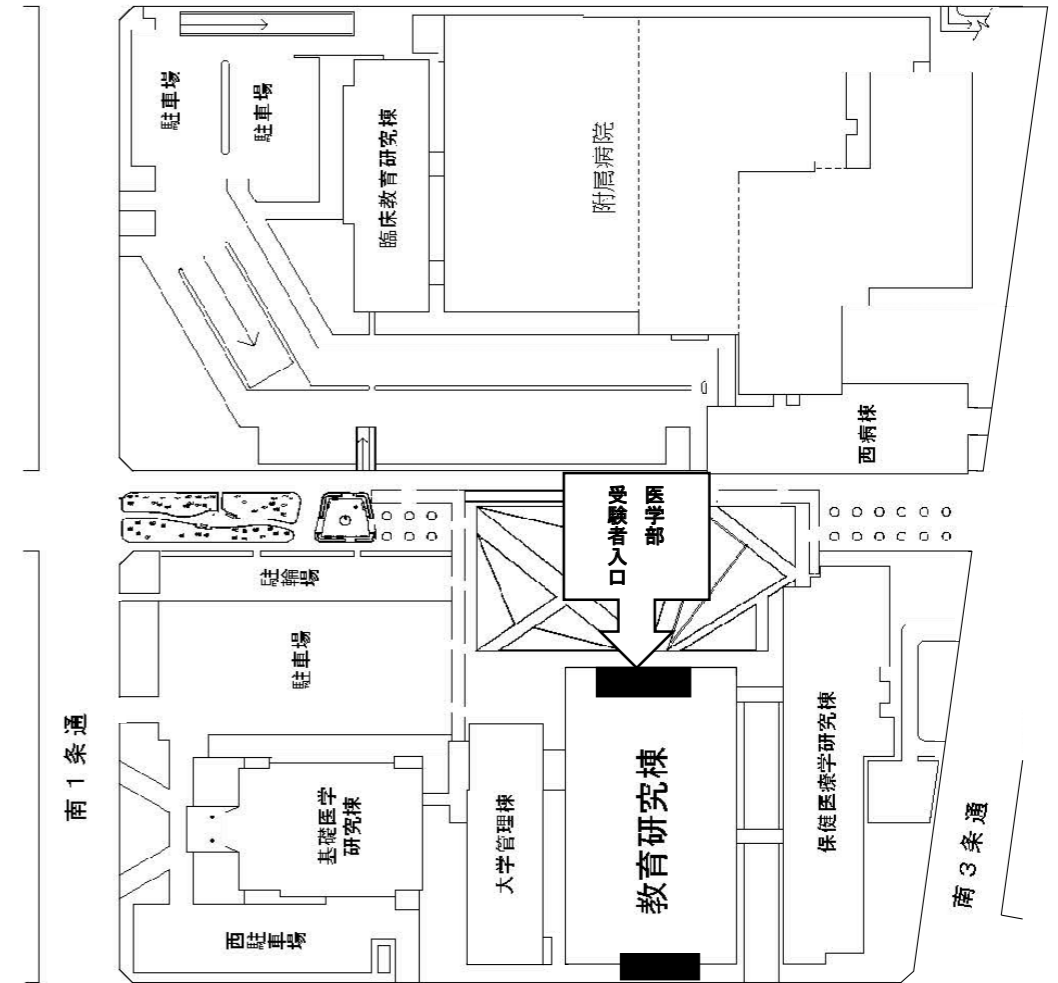 駐車場
駐車場
臨床教育研究棟
附属病院
西病棟
医学部
受験者入口
駐輪場
駐車場
南1条通
基礎医学
研究棟
大学管理棟
教育研究棟
保健医療学研究棟
南3条通
西駐車場